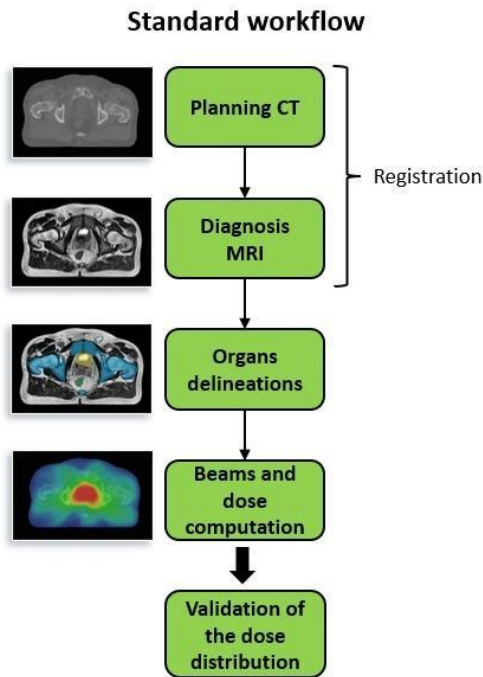 Standard workflow
Planning CT
Registration
Diagnosis
MRI
Organs
delineations
Beams and
dose
computation
Validation of
the dose
distribution